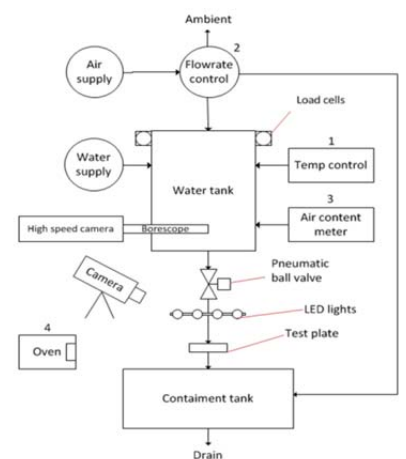 Ambient
2
Air
supply
Flowrate
control
Load cells
1
Water
supply
Water tank
Temp control
3
High speed camera
Borescope
Air content
meter
Pneumatic
ball valve
Camera
LED lights
4
Oven
Test plate
Contaiment tank
Drain